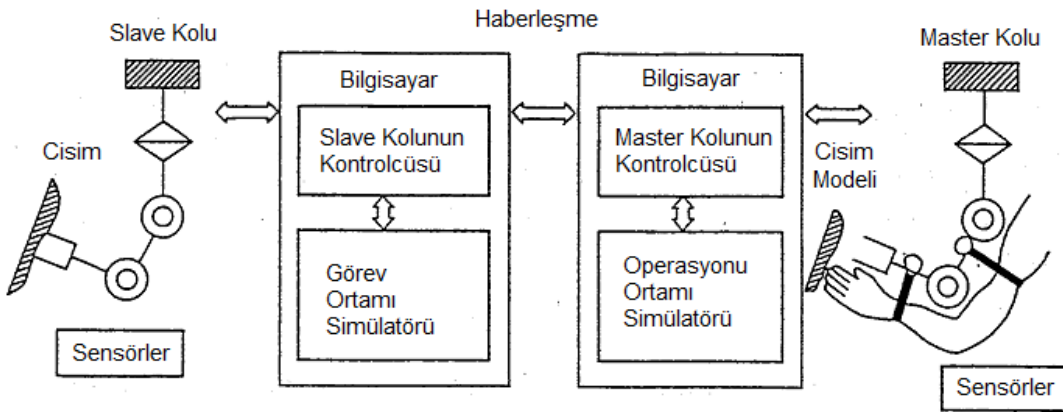 Haberleşme
Slave Kolu
Master Kolu
Bilgisayar
Bilgisayar
Slave Kolunun
Kontrolcüsü
Master Kolunun
Kontrolcüsü
Cisim
Cisim
Modeli
Görev
Ortamı
Simülatörü
Operasyonu
Ortamı
Simülatörü
Sensörler
Sensörler